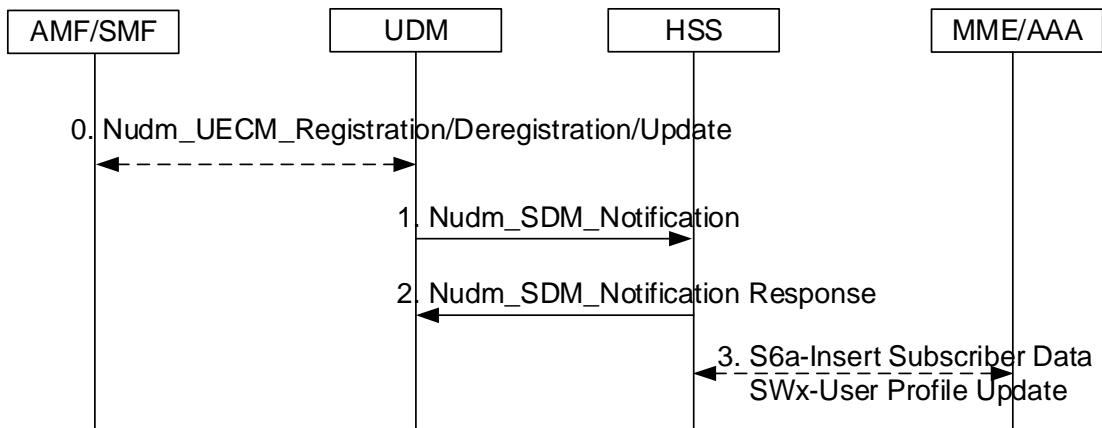 AMF/SMF
UDM
HSS
MME/AAA
0. Nudm_UECM_Registration/Deregistration/Update
1. Nudm_SDM_Notification
2. Nudm_SDM_Notification Response
3. S6a-Insert Subscriber Data
SWx-User Profile Update